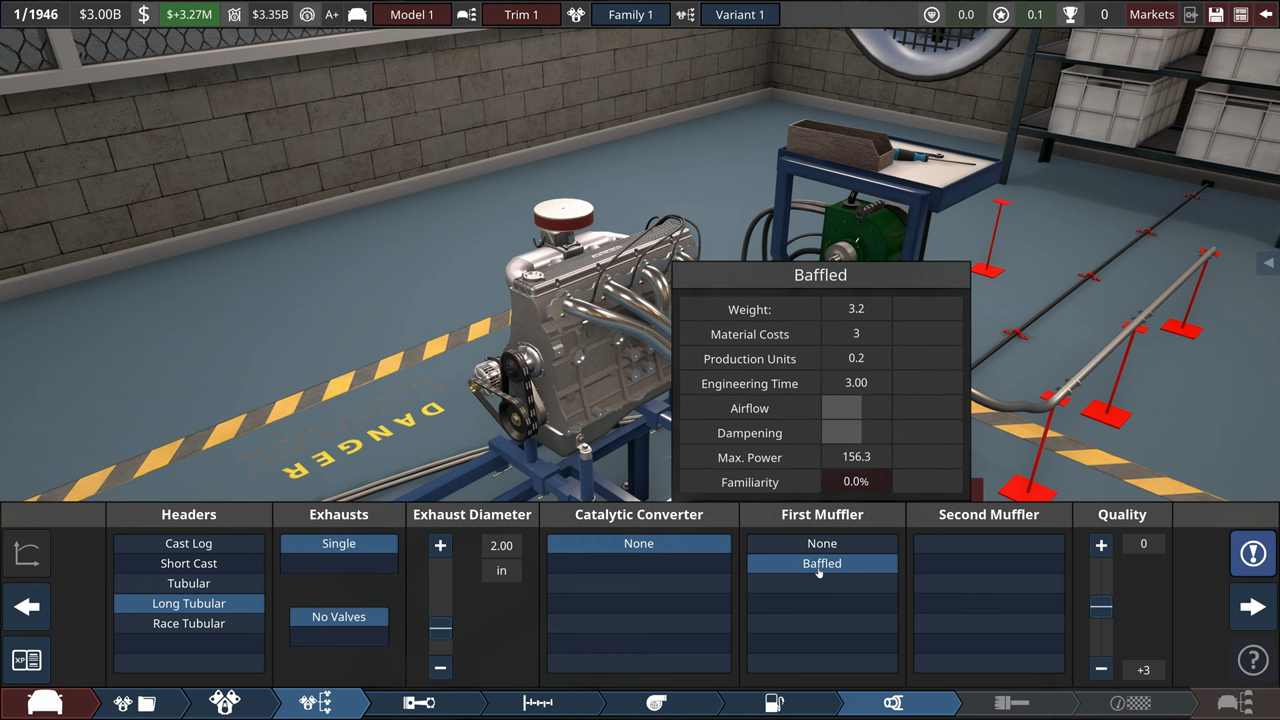 1/1946 $3.00B $+3.27M $3.35B A+ Model 1 Trim 1 Family 1 Variant 1 0.0 0.1 0 Markets
DANGER
Baffled
Weight: 3.2
Material Costs 3
Production Units 0.2
Engineering Time 3.00
Airflow
Dampening
Max. Power 156.3
Familiarity 0.0%
Headers Exhausts Exhaust Diameter Catalytic Converter First Muffler Second Muffler Quality
Cast Log Single + 2.00 None None + 0
Short Cast in Baffled
Tubular
Long Tubular
Race Tubular No Valves
− − +3
XP